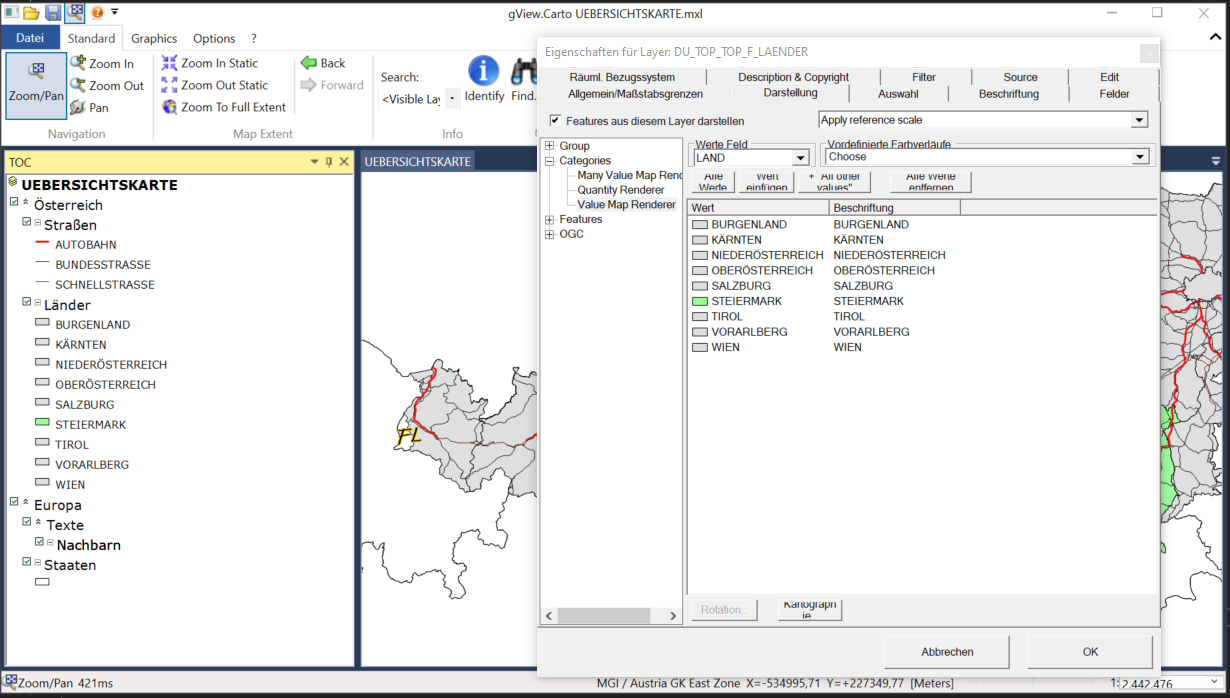 gView.Carto UEBERSICHTSKARTE.mxl
Datei Standard Graphics Options ?
Zoom/Pan
Zoom In
Zoom Out
Pan
Navigation
Zoom In Static
Zoom Out Static
Zoom To Full Extent
Map Extent
Back
Forward
Search:
<Visible Lay
Identify
Find.
Info
TOC
UEBERSICHTSKARTE
Österreich
Straßen
AUTOBAHN
BUNDESSTRASSE
SCHNELLSTRASSE
Länder
BURGENLAND
KÄRNTEN
NIEDERÖSTERREICH
OBERÖSTERREICH
SALZBURG
STEIERMARK
TIROL
VORARLBERG
WIEN
Europa
Texte
Nachbarn
Staaten
UEBERSICHTSKARTE
FL
Eigenschaften für Layer: DU_TOP_TOP_F_LAENDER
Räuml. Bezugssystem Description & Copyright Filter Source Edit
Allgemein/Maßstabsgrenzen Darstellung Auswahl Beschriftung Felder
Features aus diesem Layer darstellen
Apply reference scale
Group
Categories
Many Value Map Rend
Quantity Renderer
Value Map Renderer
Features
OGC
Werte Feld
LAND
Vordefinierte Farbverläufe
Choose
Alle
Werte
Wert
einfügen
+ "All other
values"
Alle Werte
entfernen
Wert Beschriftung
BURGENLAND BURGENLAND
KÄRNTEN KÄRNTEN
NIEDERÖSTERREICH NIEDERÖSTERREICH
OBERÖSTERREICH OBERÖSTERREICH
SALZBURG SALZBURG
STEIERMARK STEIERMARK
TIROL TIROL
VORARLBERG VORARLBERG
WIEN WIEN
Rotation...
Kartograph
ie
Abbrechen OK
Zoom/Pan 421ms
MGI / Austria GK East Zone X=-534995,71 Y=+227349,77 [Meters]
1: 2.442.476